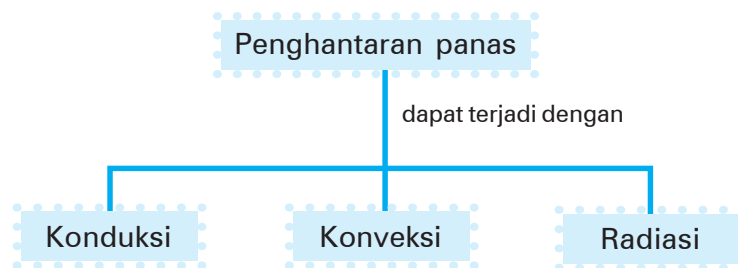 Penghantaran panas
dapat terjadi dengan
Konduksi
Konveksi
Radiasi